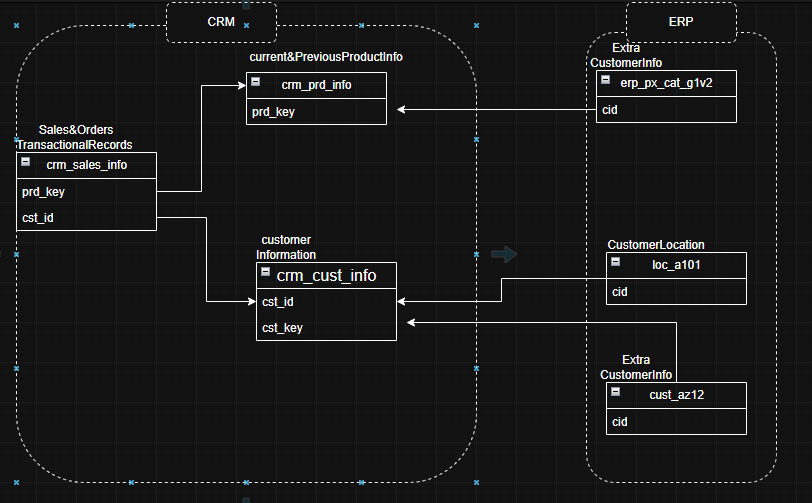 CRM
ERP
current&PreviousProductInfo
crm_prd_info
prd_key
Extra
CustomerInfo
erp_px_cat_g1v2
cid
Sales&Orders
TransactionalRecords
crm_sales_info
prd_key
cst_id
customer
Information
crm_cust_info
cst_id
cst_key
CustomerLocation
loc_a101
cid
Extra
CustomerInfo
cust_az12
cid